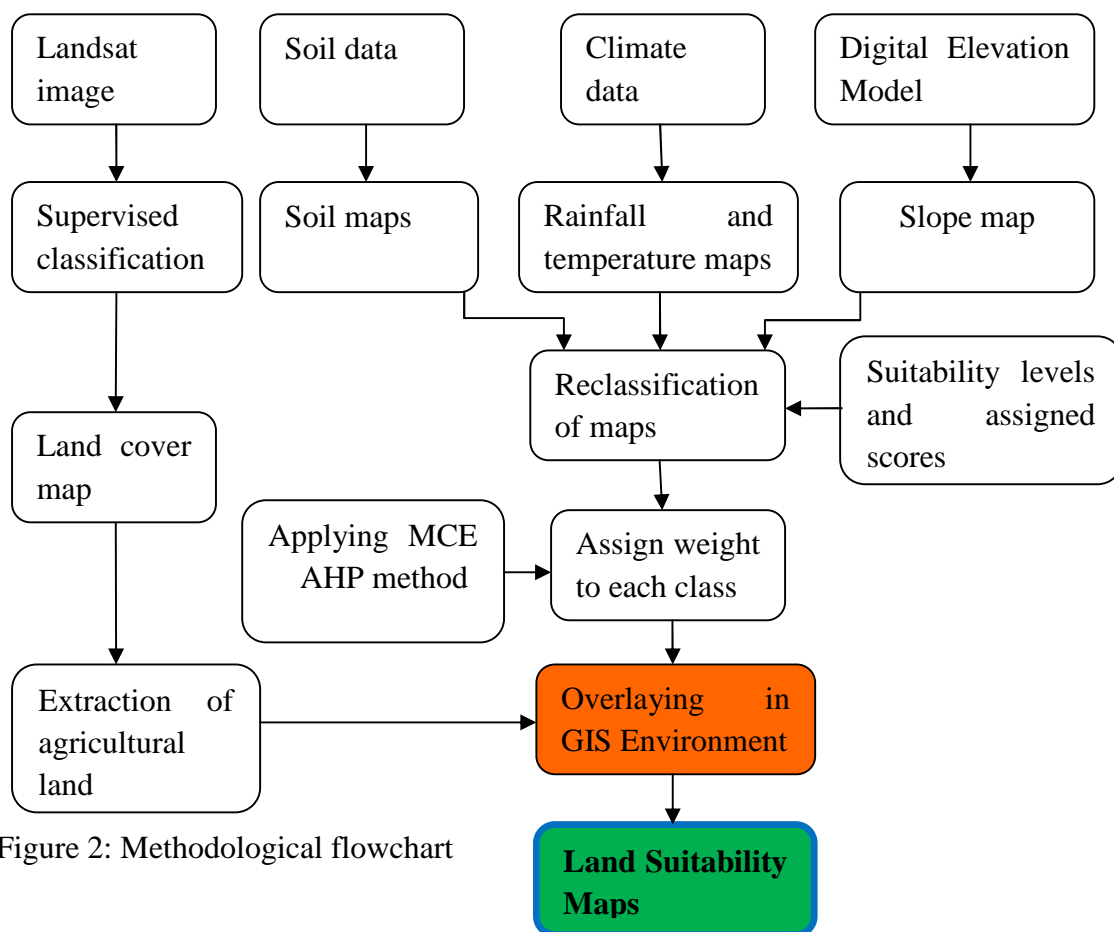 Landsat
image
Soil data
Climate
data
Digital Elevation
Model
Supervised
classification
Soil maps
Rainfall and
temperature maps
Slope map
Reclassification
of maps
Suitability levels
and assigned
scores
Land cover
map
Applying MCE
AHP method
Assign weight
to each class
Extraction of
agricultural
land
Overlaying in
GIS Environment
Figure 2: Methodological flowchart
Land Suitability
Maps